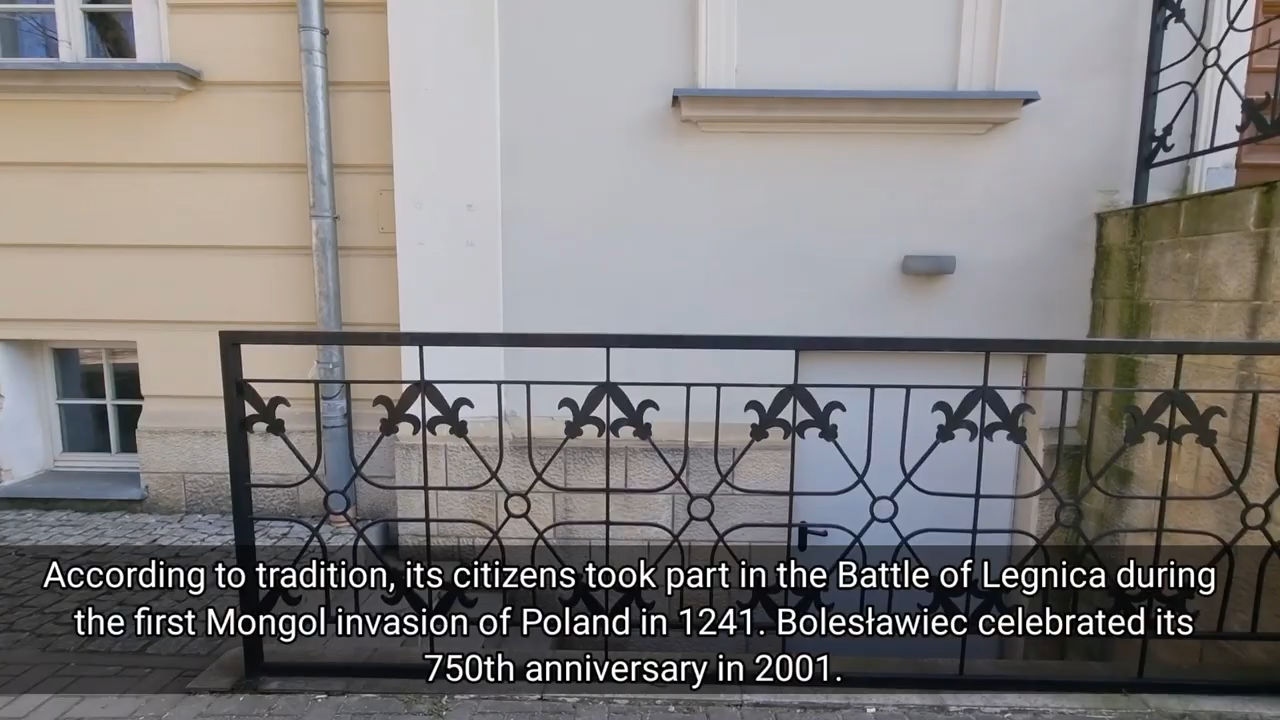 According to tradition, its citizens took part in the Battle of Legnica during
the first Mongol invasion of Poland in 1241. Bolesławiec celebrated its
750th anniversary in 2001.